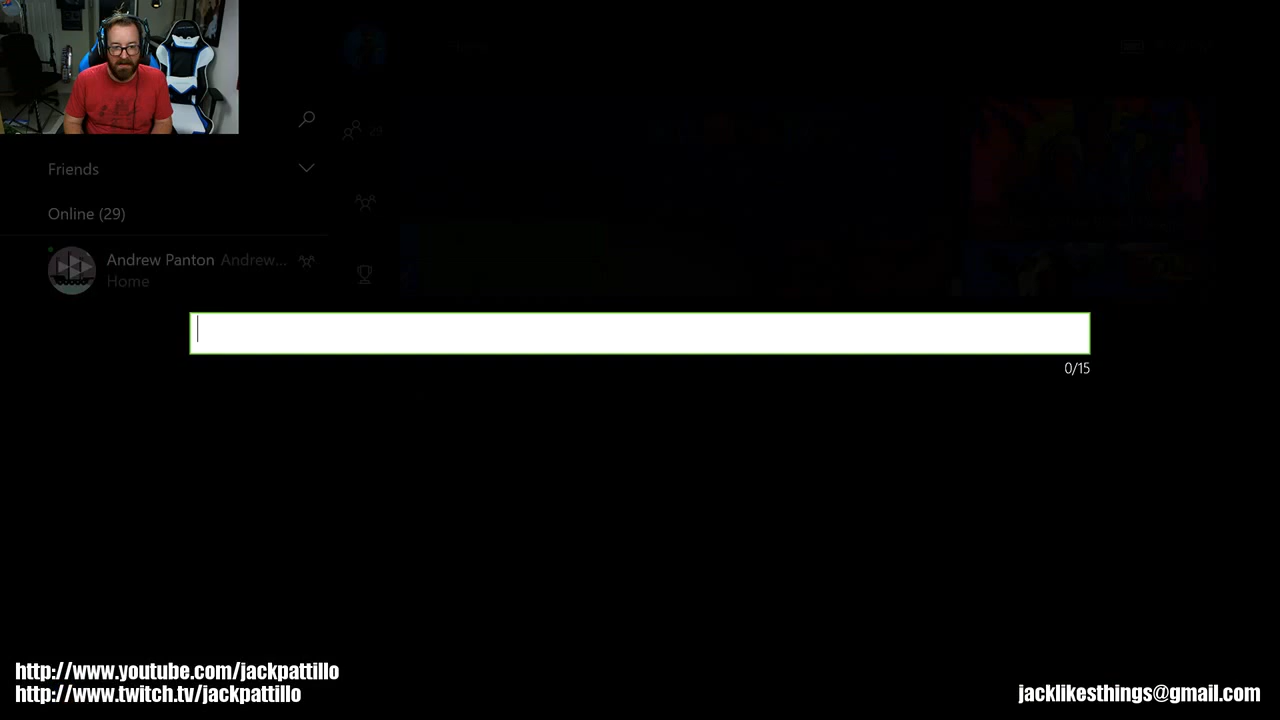 Friends
Online (29)
Andrew Panton Andrew...
Home
0/15
http://www.youtube.com/jackpattillo
http://www.twitch.tv/jackpattillo
jacklikesthings@gmail.com